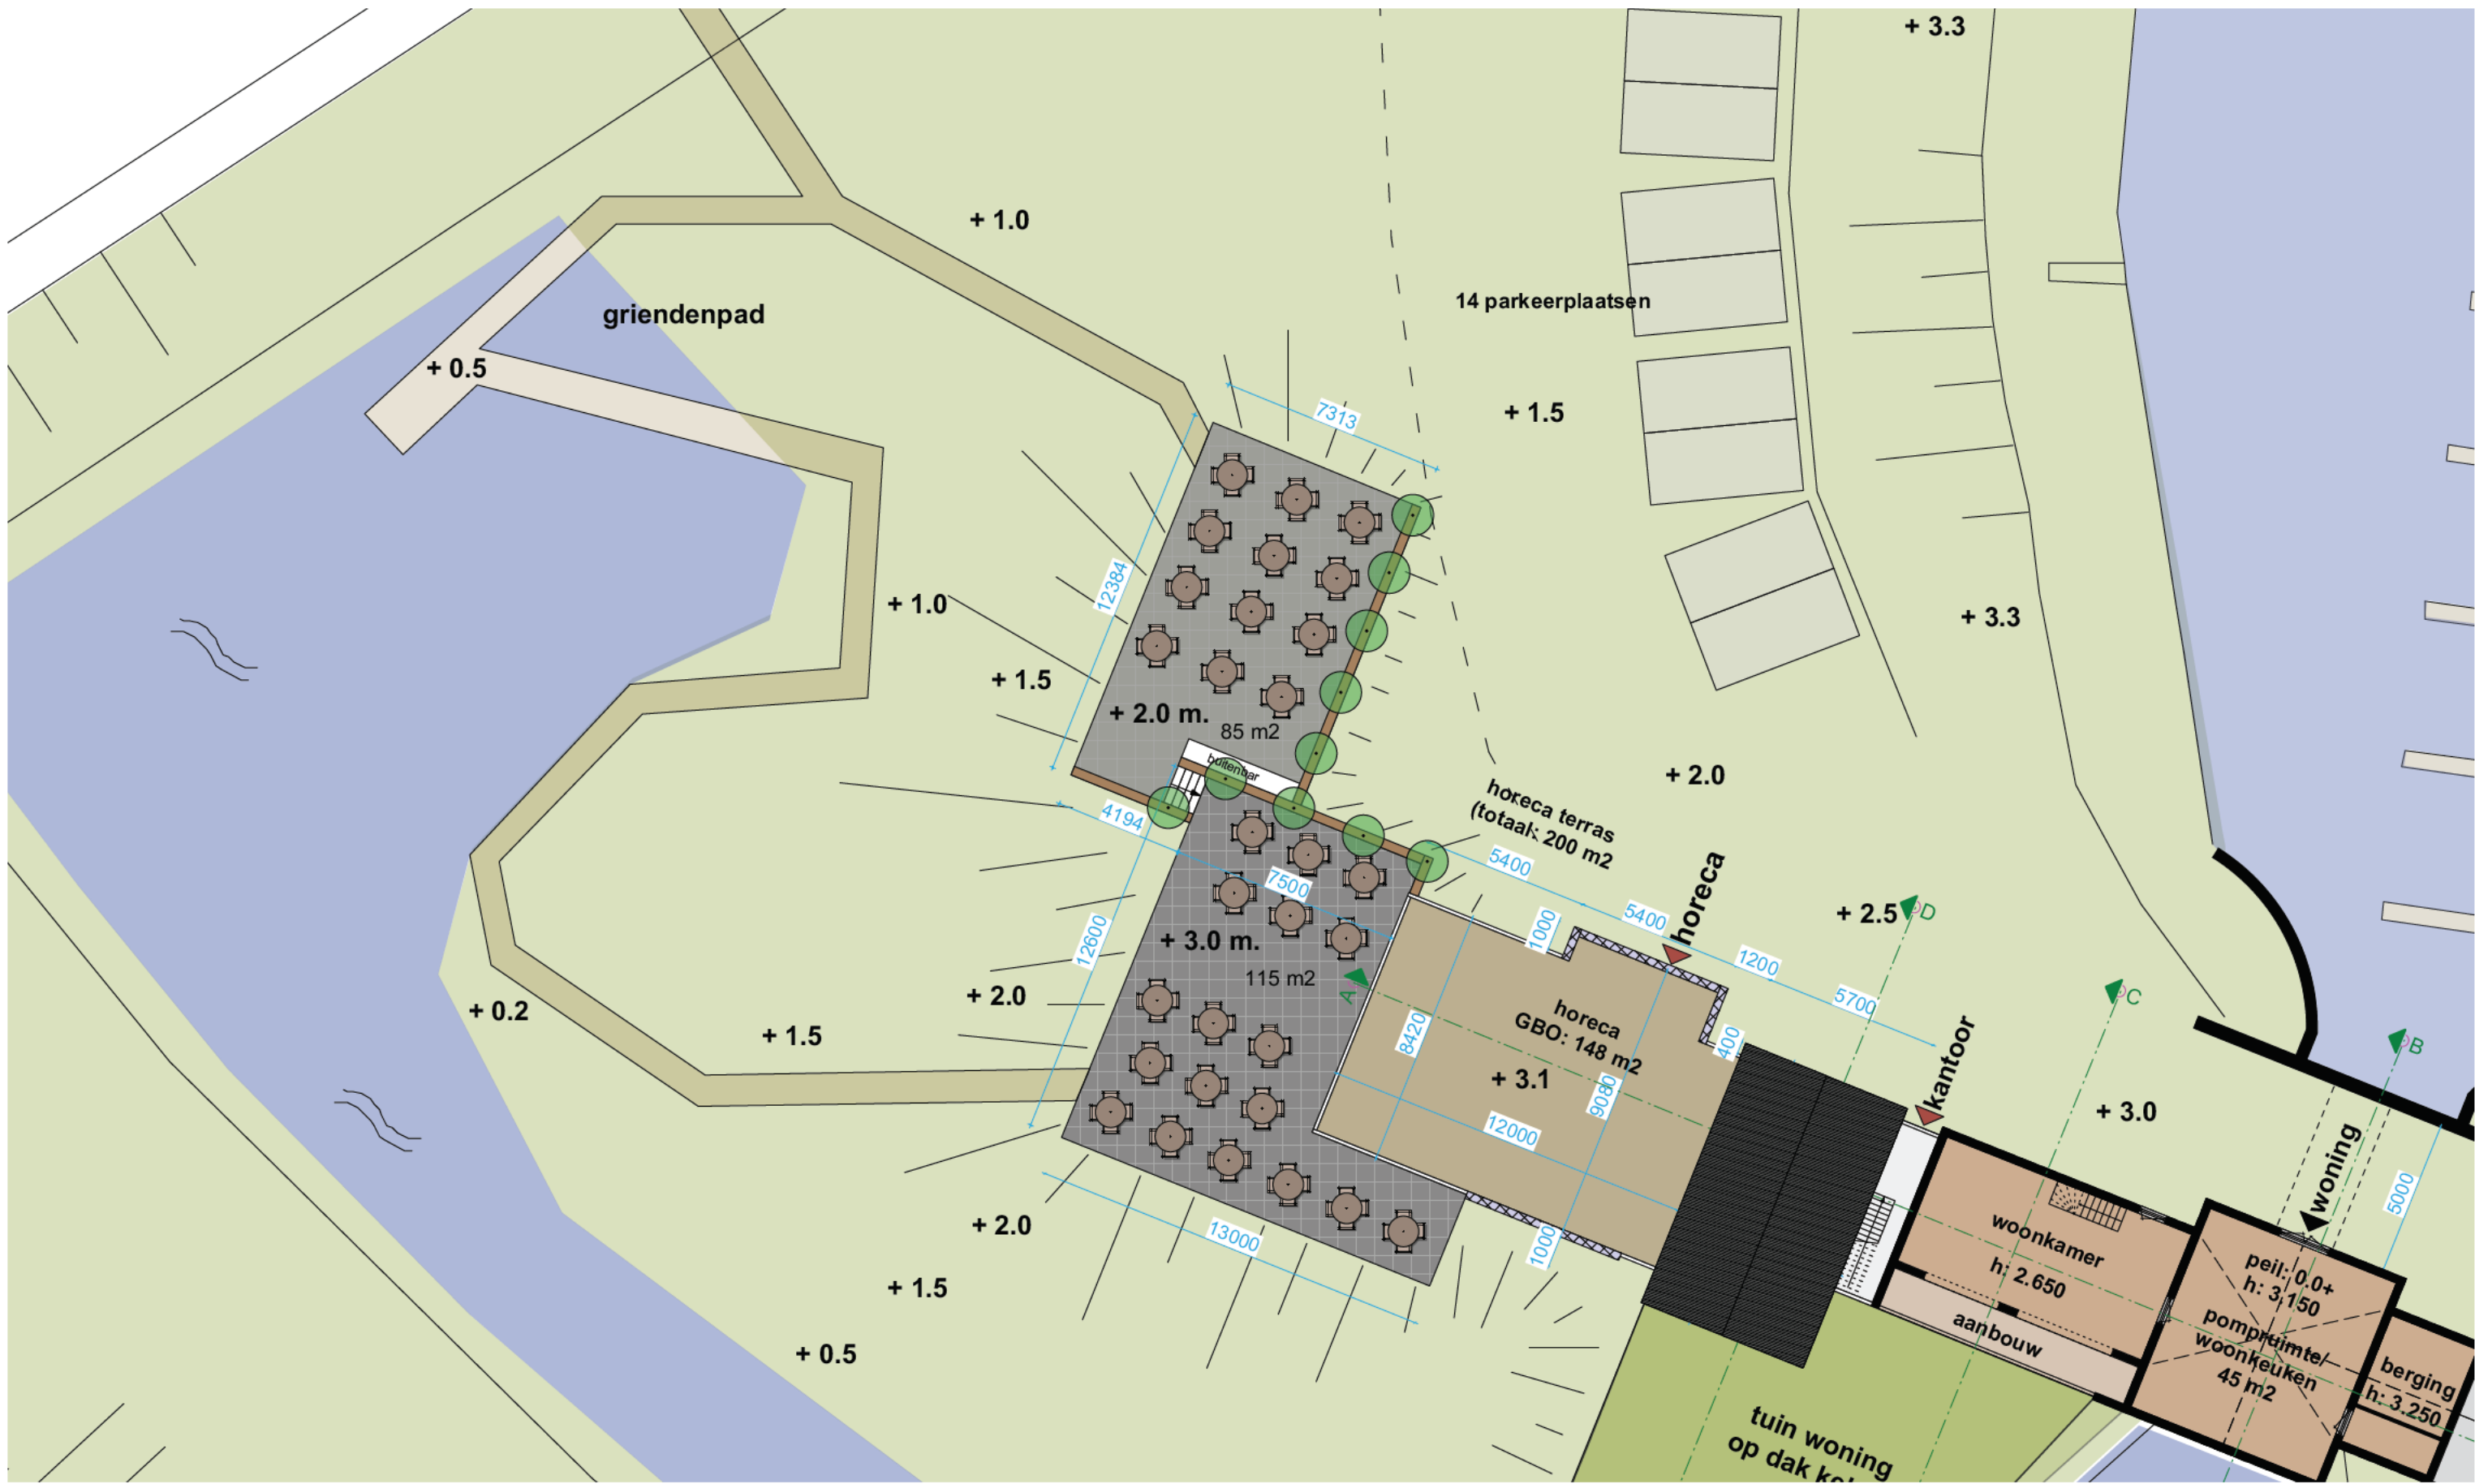 + 3.3
+ 1.0
griendenpad
14 parkeerplaatsen
+ 0.5
+ 1.5
7313
12384
+ 1.0
+ 3.3
+ 1.5
+ 2.0 m.
85 m2
buitenbar
+ 2.0
horeca terras
(totaal: 200 m2
4194
7500
5400
5400
1200
5700
1000
horeca
+ 2.5
D
C
B
12600
+ 3.0 m.
115 m2
A
+ 2.0
+ 0.2
+ 1.5
horeca
GBO: 148 m2
+ 3.1
8420
9080
400
12000
kantoor
+ 3.0
woning
5000
+ 2.0
13000
1000
+ 1.5
+ 0.5
woonkamer
h: 2.650
aanbouw
peil: 0.0+
h: 3.150
pompruimte/
woonkeuken
45 m2
berging
h: 3.250
tuin woning
op dak